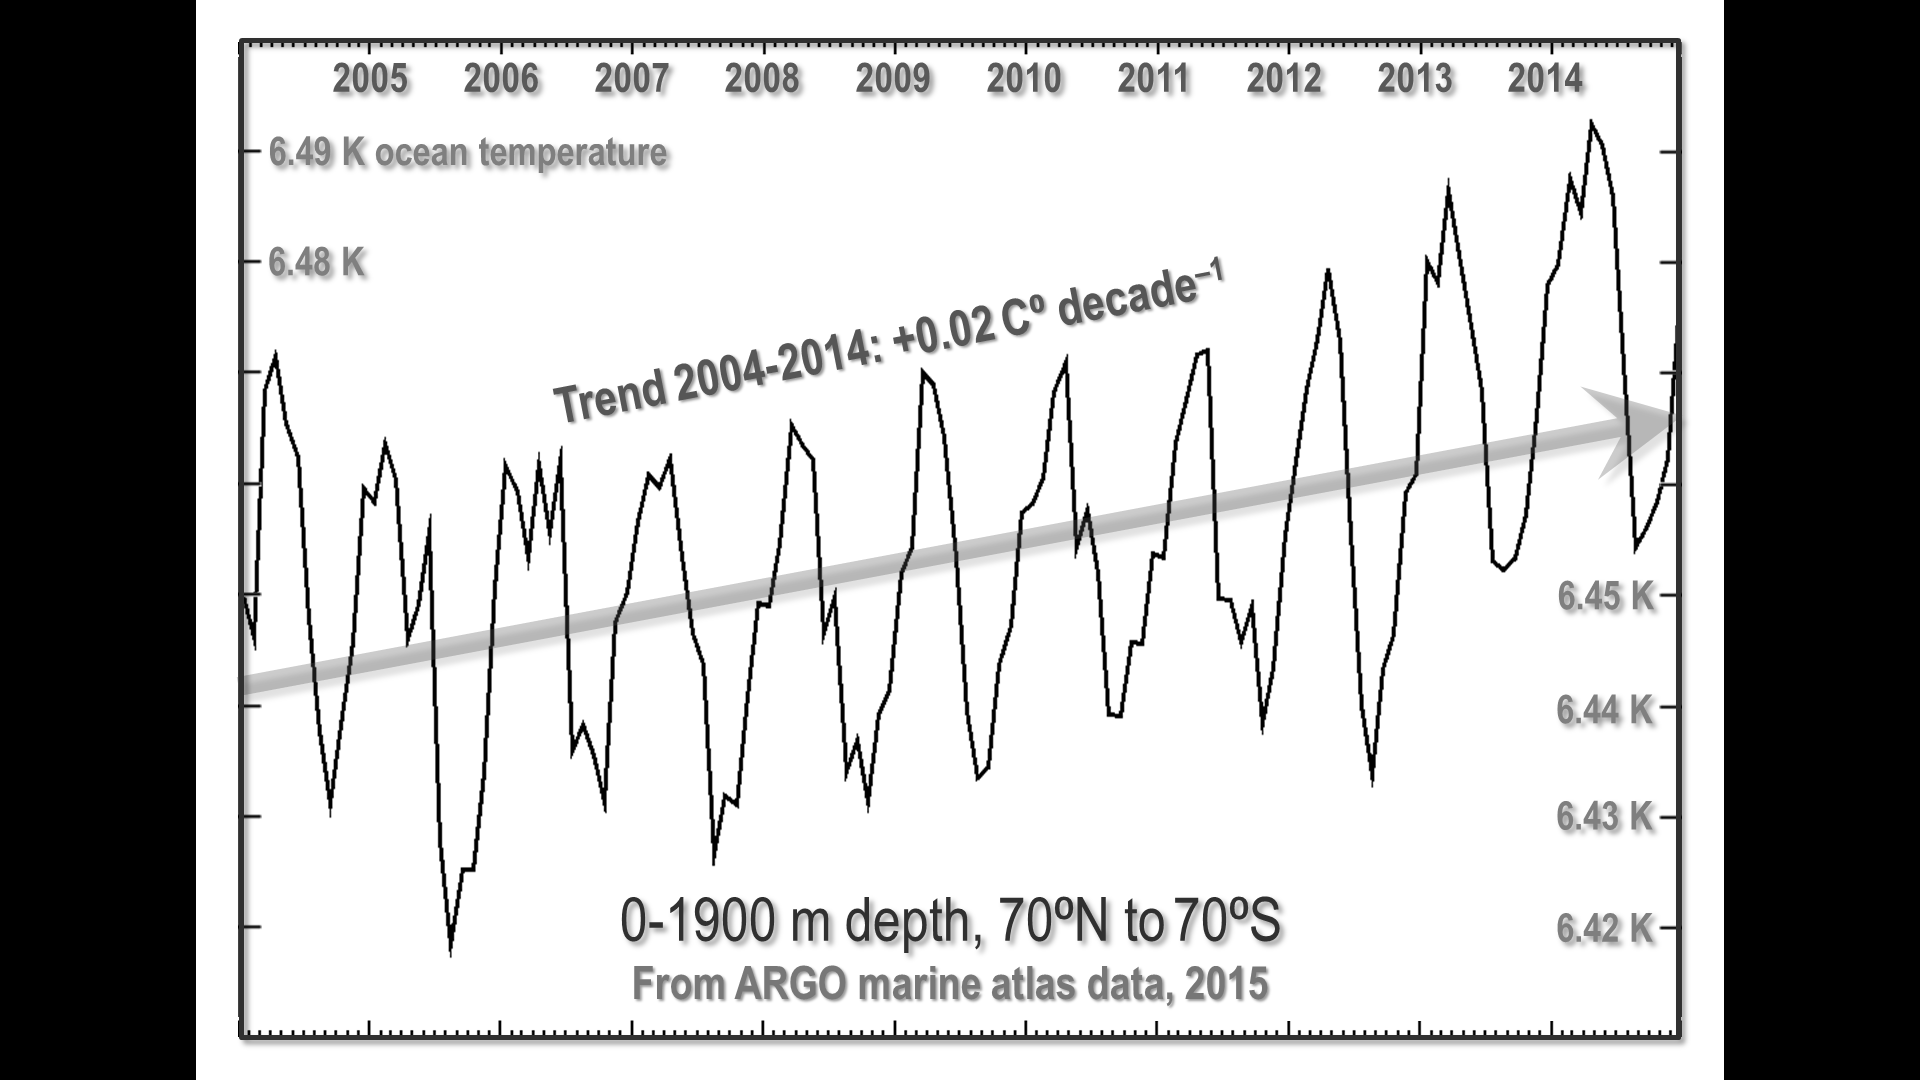 2005 2006 2007 2008 2009 2010 2011 2012 2013 2014
6.49 K ocean temperature
6.48 K
Trend 2004-2014: +0.02 Cº decade⁻¹
6.45 K
6.44 K
6.43 K
6.42 K
0-1900 m depth, 70ºN to 70ºS
From ARGO marine atlas data, 2015